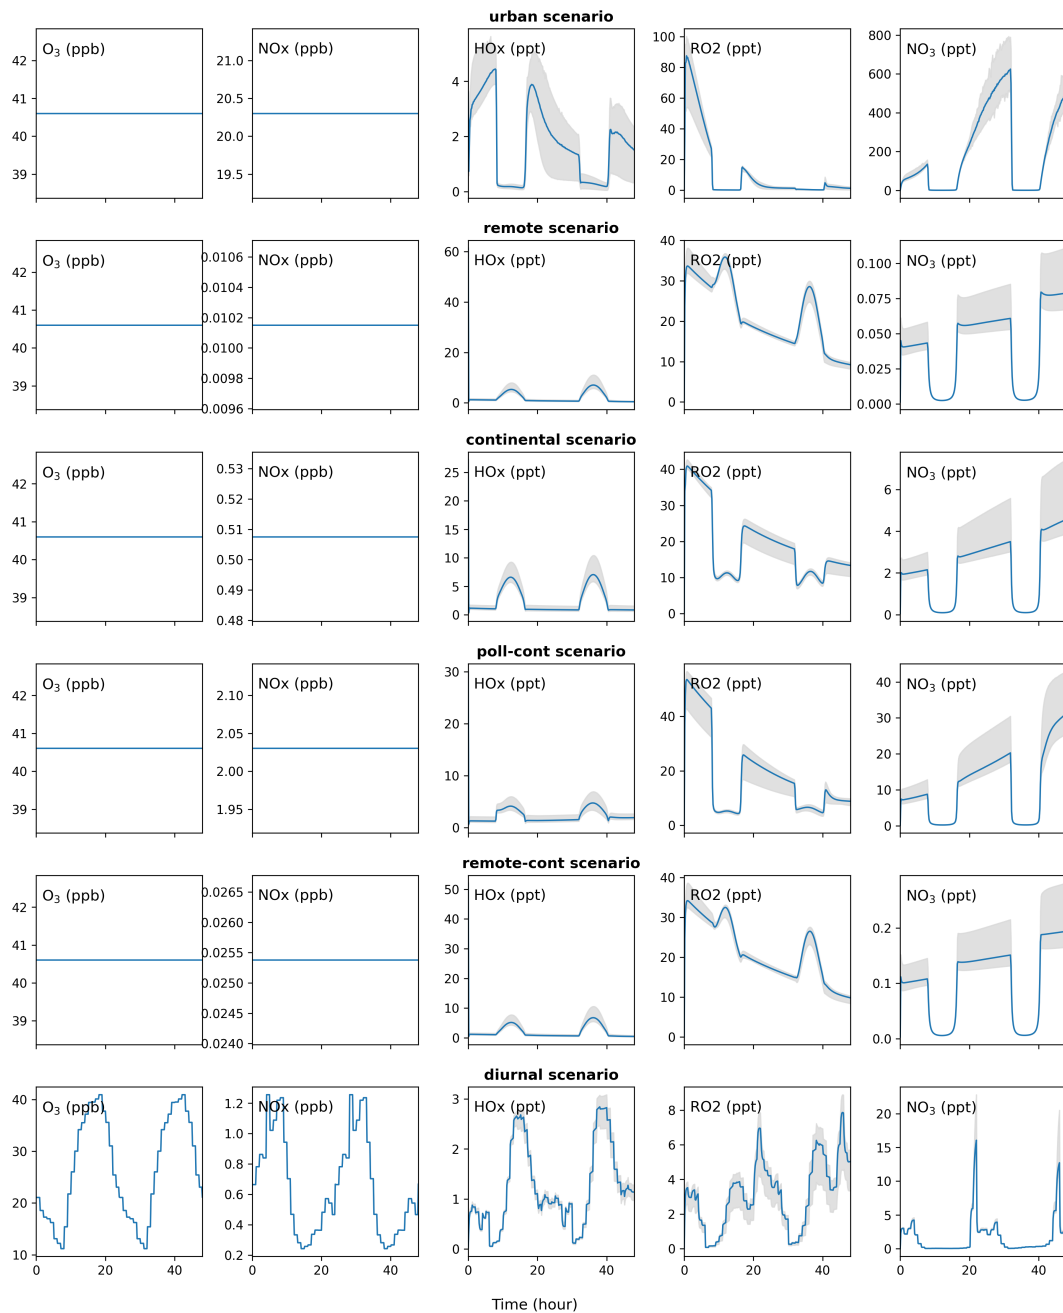 urban scenario
O3 (ppb) NOx (ppb) HOx (ppt) RO2 (ppt) NO3 (ppt)
42 41 40 39
21.0 20.5 20.0 19.5
4 2 0
100 80 60 40 20 0
800 600 400 200 0
remote scenario
O3 (ppb) NOx (ppb) HOx (ppt) RO2 (ppt) NO3 (ppt)
42 41 40 39
0.0106 0.0104 0.0102 0.0100 0.0098 0.0096
60 40 20 0
40 30 20 10 0
0.100 0.075 0.050 0.025 0.000
continental scenario
O3 (ppb) NOx (ppb) HOx (ppt) RO2 (ppt) NO3 (ppt)
42 41 40 39
0.53 0.52 0.51 0.50 0.49 0.48
25 20 15 10 5 0
40 30 20 10 0
6 4 2 0
poll-cont scenario
O3 (ppb) NOx (ppb) HOx (ppt) RO2 (ppt) NO3 (ppt)
42 41 40 39
2.10 2.05 2.00 1.95
30 20 10 0
40 20 0
40 30 20 10 0
remote-cont scenario
O3 (ppb) NOx (ppb) HOx (ppt) RO2 (ppt) NO3 (ppt)
42 41 40 39
0.0265 0.0260 0.0255 0.0250 0.0245 0.0240
50 40 30 20 10 0
40 30 20 10 0
0.2 0.1 0.0
diurnal scenario
O3 (ppb) NOx (ppb) HOx (ppt) RO2 (ppt) NO3 (ppt)
40 30 20 10
1.2 1.0 0.8 0.6 0.4 0.2
3 2 1 0
8 6 4 2 0
20 15 10 5 0
0 20 40 0 20 40 0 20 40 0 20 40 0 20 40
Time (hour)